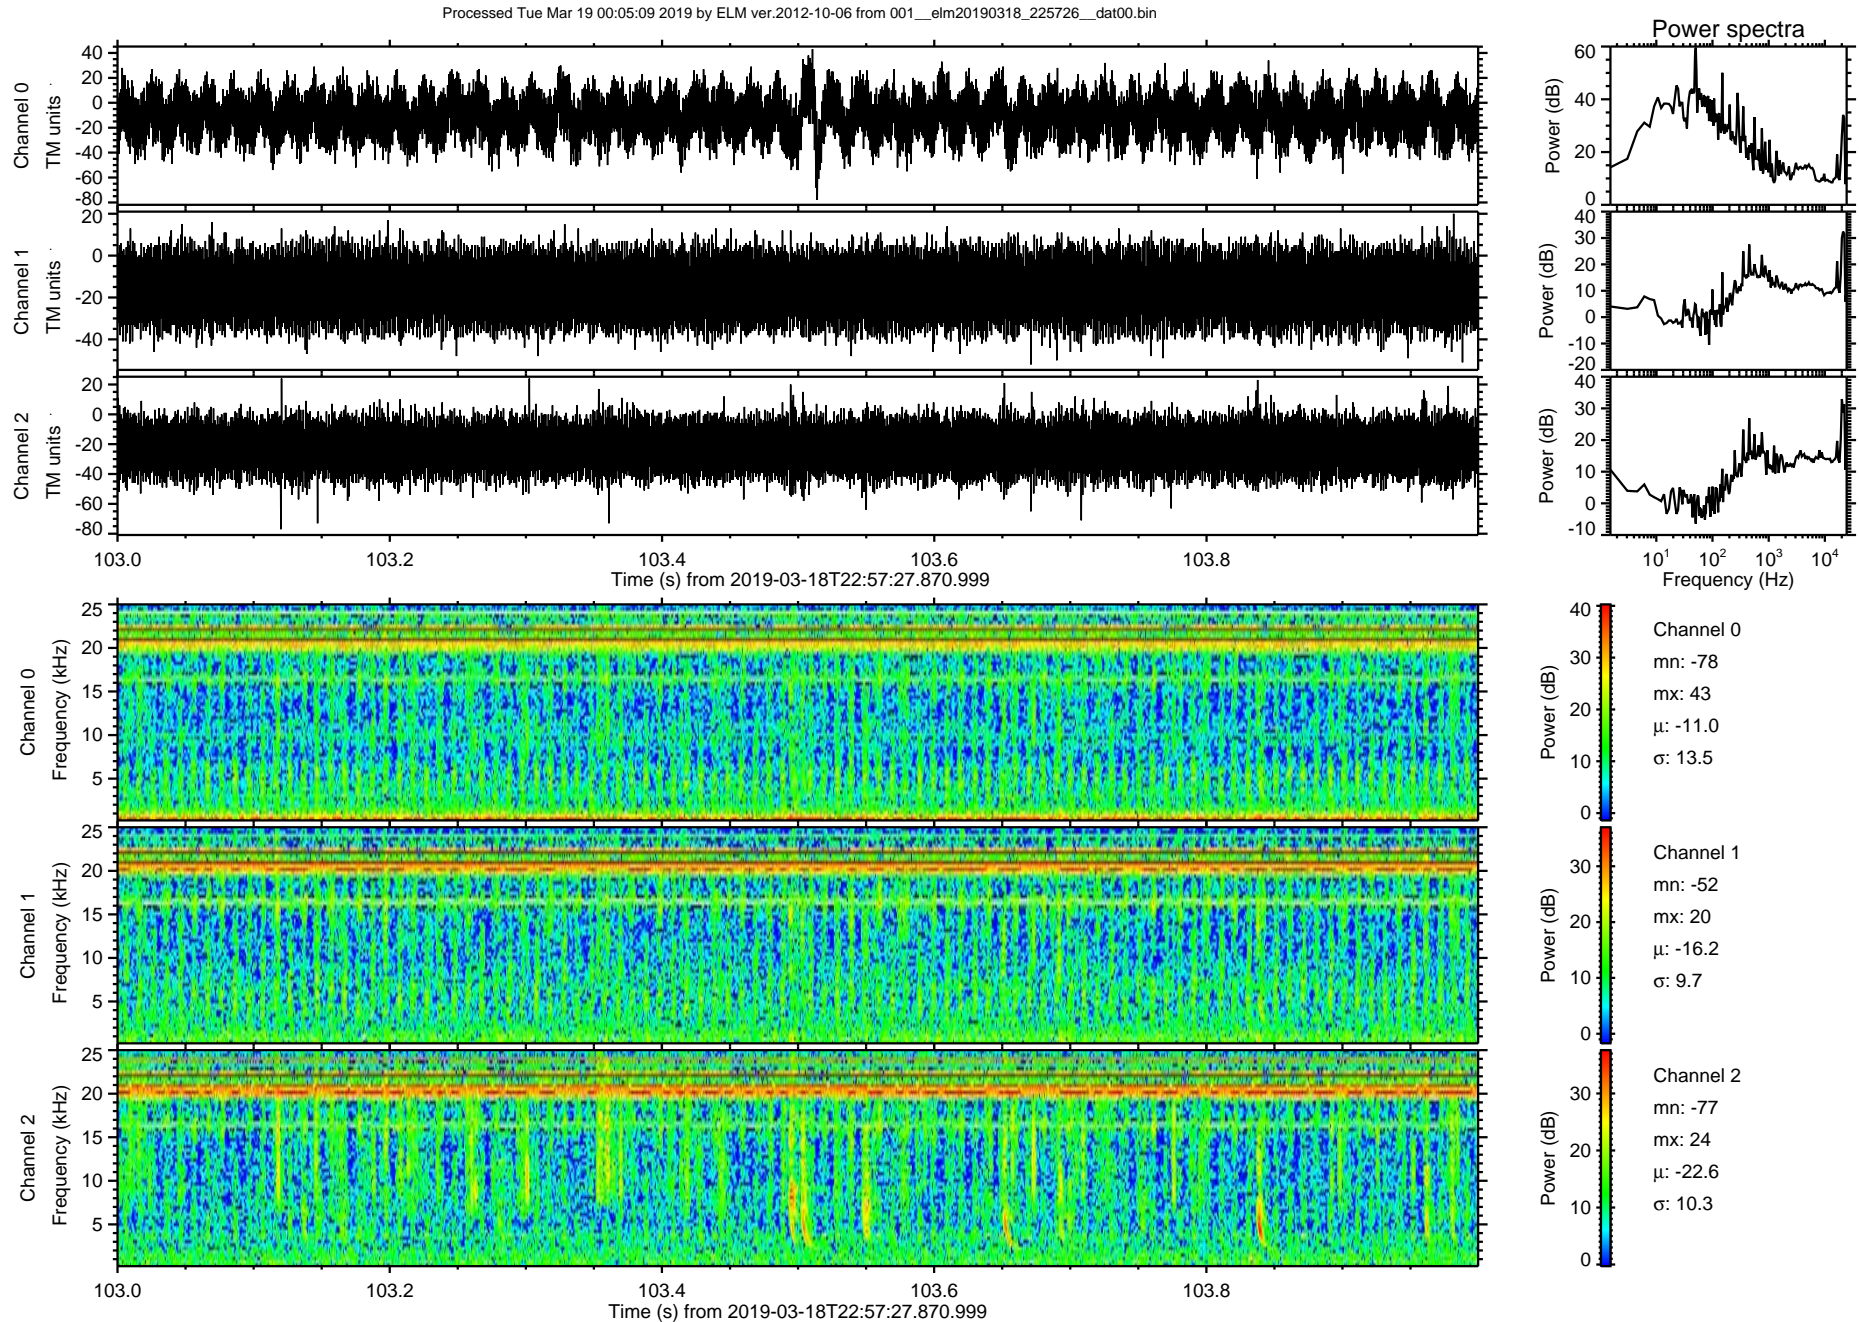 Processed Tue Mar 19 00:05:09 2019 by ELM ver.2012-10-06 from 001__elm20190318_225726__dat00.bin
Power spectra
Channel 0
TM units
40
20
0
-20
-40
-60
-80
Power (dB)
60
40
20
0
Channel 1
TM units
20
0
-20
-40
Power (dB)
40
30
20
10
0
-10
-20
Channel 2
TM units
20
0
-20
-40
-60
-80
Power (dB)
40
30
20
10
0
-10
103.0 103.2 103.4 103.6 103.8
Time (s) from 2019-03-18T22:57:27.870.999
10¹ 10² 10³ 10⁴
Frequency (Hz)
Channel 0
Frequency (kHz)
25
20
15
10
5
Power (dB)
40
30
20
10
0
Channel 0
mn: -78
mx: 43
μ: -11.0
σ: 13.5
Channel 1
Frequency (kHz)
25
20
15
10
5
Power (dB)
30
20
10
0
Channel 1
mn: -52
mx: 20
μ: -16.2
σ: 9.7
Channel 2
Frequency (kHz)
25
20
15
10
5
Power (dB)
30
20
10
0
Channel 2
mn: -77
mx: 24
μ: -22.6
σ: 10.3
103.0 103.2 103.4 103.6 103.8
Time (s) from 2019-03-18T22:57:27.870.999